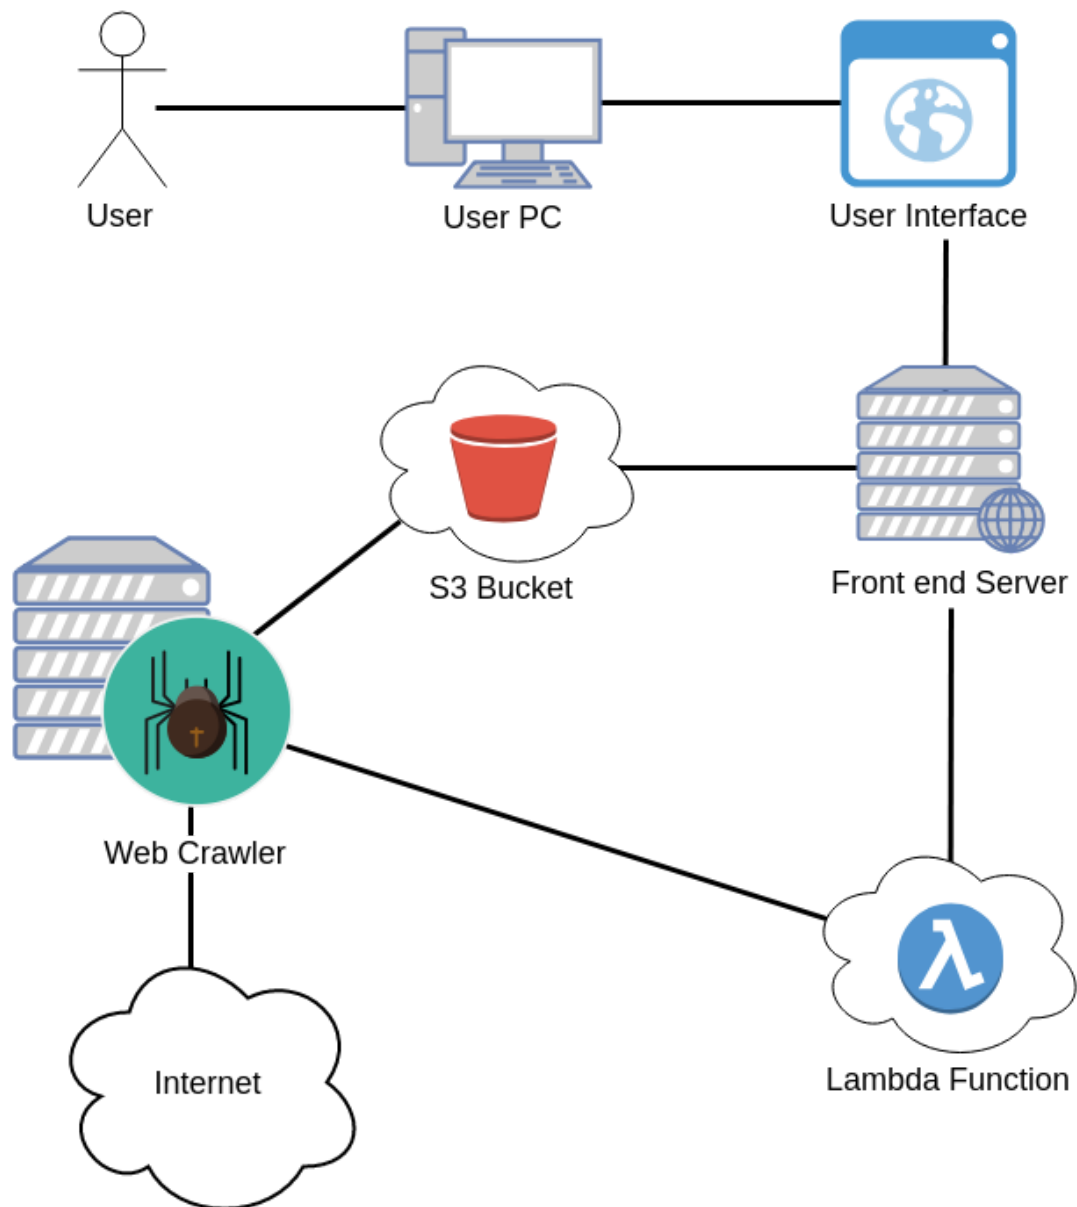 User
User PC
User Interface
S3 Bucket
Front end Server
Web Crawler
Internet
Lambda Function